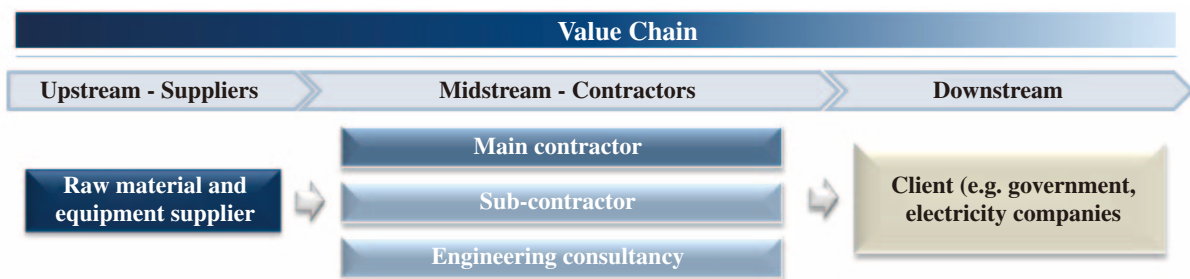 Value Chain
Upstream - Suppliers
Midstream - Contractors
Downstream
Raw material and
equipment supplier
Main contractor
Sub-contractor
Engineering consultancy
Client (e.g. government,
electricity companies